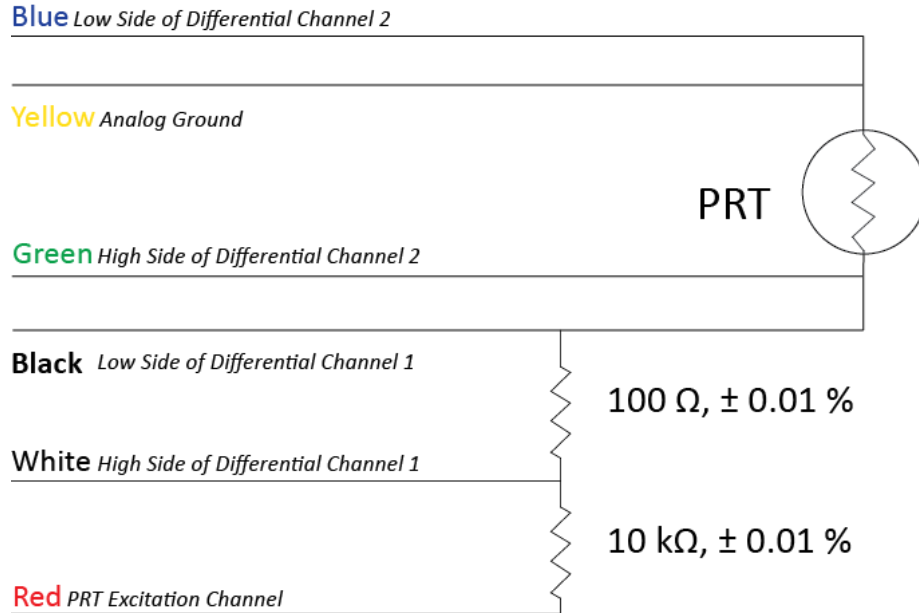 Blue Low Side of Differential Channel 2
Yellow Analog Ground
PRT
Green High Side of Differential Channel 2
Black Low Side of Differential Channel 1
100 Ω, ± 0.01 %
White High Side of Differential Channel 1
10 kΩ, ± 0.01 %
Red PRT Excitation Channel